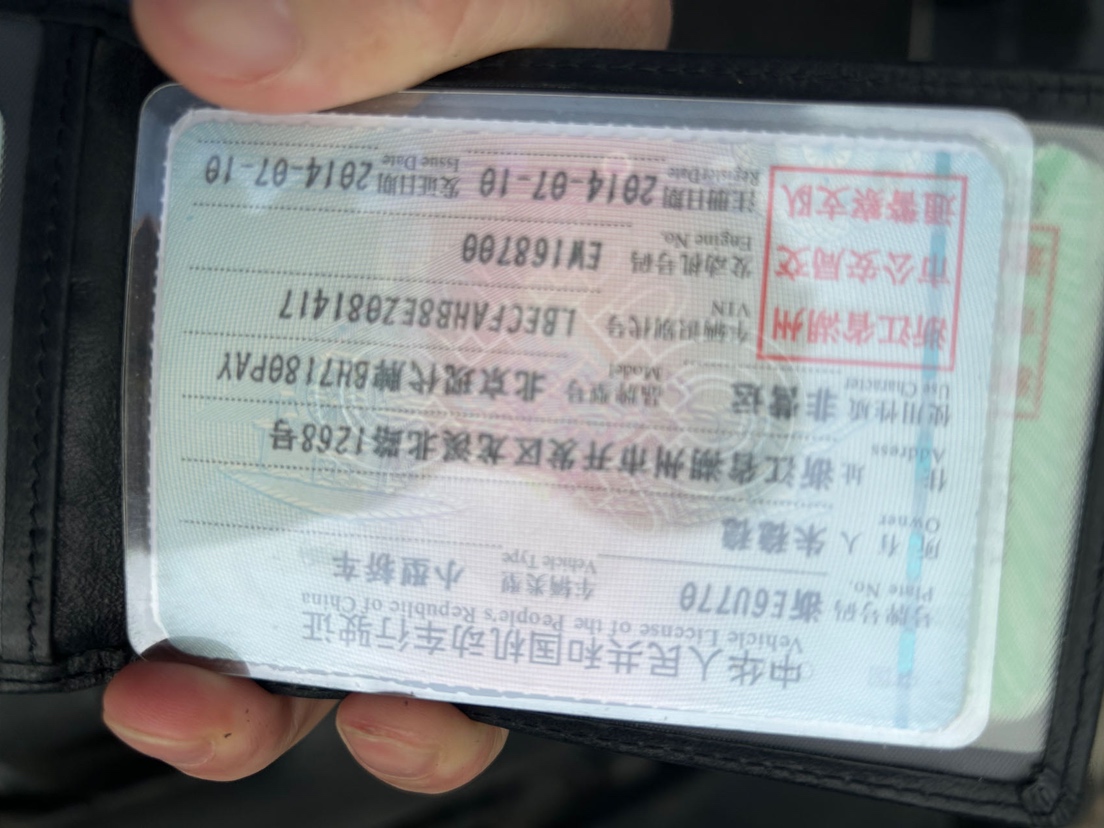 中华人民共和国机动车行驶证
Vehicle License of the People's Republic of China
号牌号码 浙E6U770 车辆类型 小型轿车
Plate No. Vehicle Type
所有人 朱稳稳
Owner
住址 浙江省湖州市开发区龙溪北路1268号
Address
使用性质 非营运 品牌型号 北京现代牌BH7180PAY
Use Character Model
浙江省湖州
市公安局交
通警察支队
车辆识别代号 LBECFAHB8EZ081417
VIN
发动机号码 EW168700
Engine No.
注册日期 2014-07-10 发证日期 2014-07-10
Register Date Issue Date